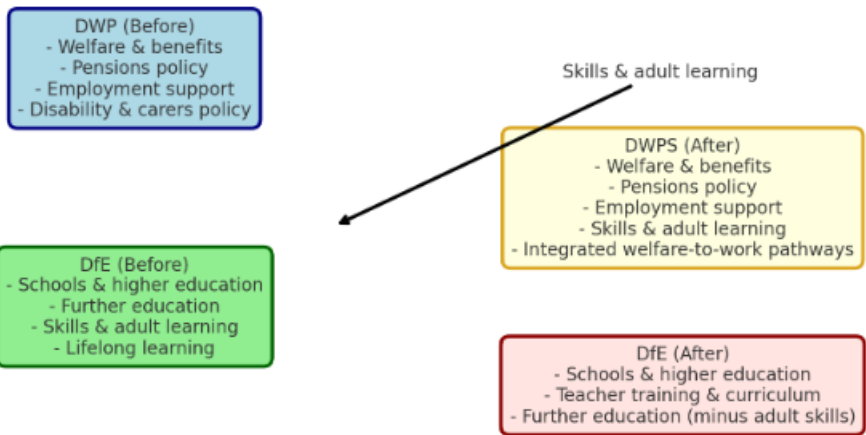 DWP (Before)
- Welfare & benefits
- Pensions policy
- Employment support
- Disability & carers policy
Skills & adult learning
DWPS (After)
- Welfare & benefits
- Pensions policy
- Employment support
- Skills & adult learning
- Integrated welfare-to-work pathways
DfE (Before)
- Schools & higher education
- Further education
- Skills & adult learning
- Lifelong learning
DfE (After)
- Schools & higher education
- Teacher training & curriculum
- Further education (minus adult skills)